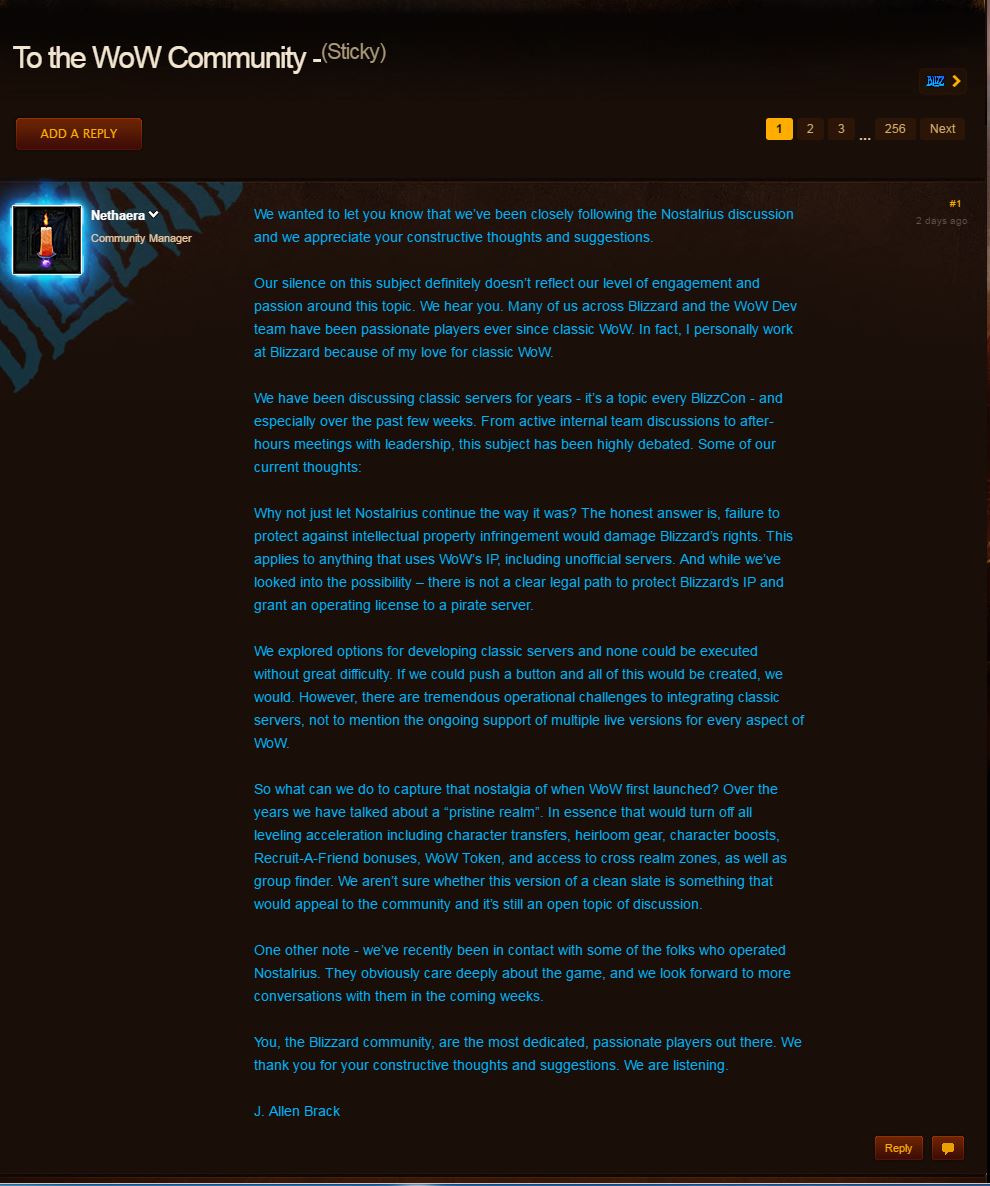 To the WoW Community -(Sticky)
BLIZZ
ADD A REPLY
1 2 3 ... 256 Next
Nethaera
Community Manager
#1
2 days ago
We wanted to let you know that we've been closely following the Nostalrius discussion
and we appreciate your constructive thoughts and suggestions.
Our silence on this subject definitely doesn't reflect our level of engagement and
passion around this topic. We hear you. Many of us across Blizzard and the WoW Dev
team have been passionate players ever since classic WoW. In fact, I personally work
at Blizzard because of my love for classic WoW.
We have been discussing classic servers for years - it's a topic every BlizzCon - and
especially over the past few weeks. From active internal team discussions to after-
hours meetings with leadership, this subject has been highly debated. Some of our
current thoughts:
Why not just let Nostalrius continue the way it was? The honest answer is, failure to
protect against intellectual property infringement would damage Blizzard's rights. This
applies to anything that uses WoW's IP, including unofficial servers. And while we've
looked into the possibility – there is not a clear legal path to protect Blizzard's IP and
grant an operating license to a pirate server.
We explored options for developing classic servers and none could be executed
without great difficulty. If we could push a button and all of this would be created, we
would. However, there are tremendous operational challenges to integrating classic
servers, not to mention the ongoing support of multiple live versions for every aspect of
WoW.
So what can we do to capture that nostalgia of when WoW first launched? Over the
years we have talked about a “pristine realm”. In essence that would turn off all
leveling acceleration including character transfers, heirloom gear, character boosts,
Recruit-A-Friend bonuses, WoW Token, and access to cross realm zones, as well as
group finder. We aren't sure whether this version of a clean slate is something that
would appeal to the community and it's still an open topic of discussion.
One other note - we've recently been in contact with some of the folks who operated
Nostalrius. They obviously care deeply about the game, and we look forward to more
conversations with them in the coming weeks.
You, the Blizzard community, are the most dedicated, passionate players out there. We
thank you for your constructive thoughts and suggestions. We are listening.
J. Allen Brack
Reply